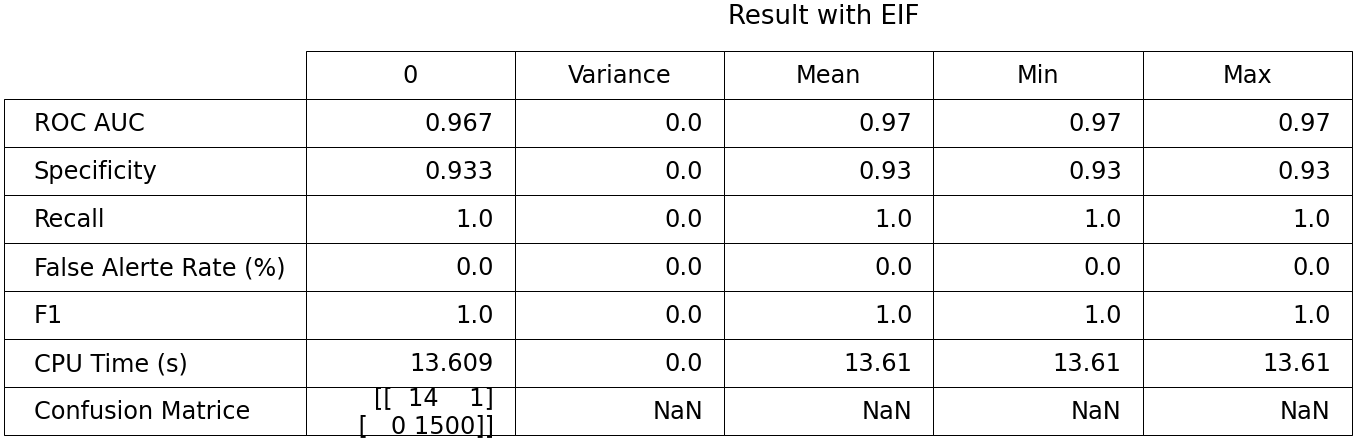 Result with EIF
0 Variance Mean Min Max
ROC AUC 0.967 0.0 0.97 0.97 0.97
Specificity 0.933 0.0 0.93 0.93 0.93
Recall 1.0 0.0 1.0 1.0 1.0
False Alerte Rate (%) 0.0 0.0 0.0 0.0 0.0
F1 1.0 0.0 1.0 1.0 1.0
CPU Time (s) 13.609 0.0 13.61 13.61 13.61
Confusion Matrice [[ 14 1]
[ 0 1500]] NaN NaN NaN NaN